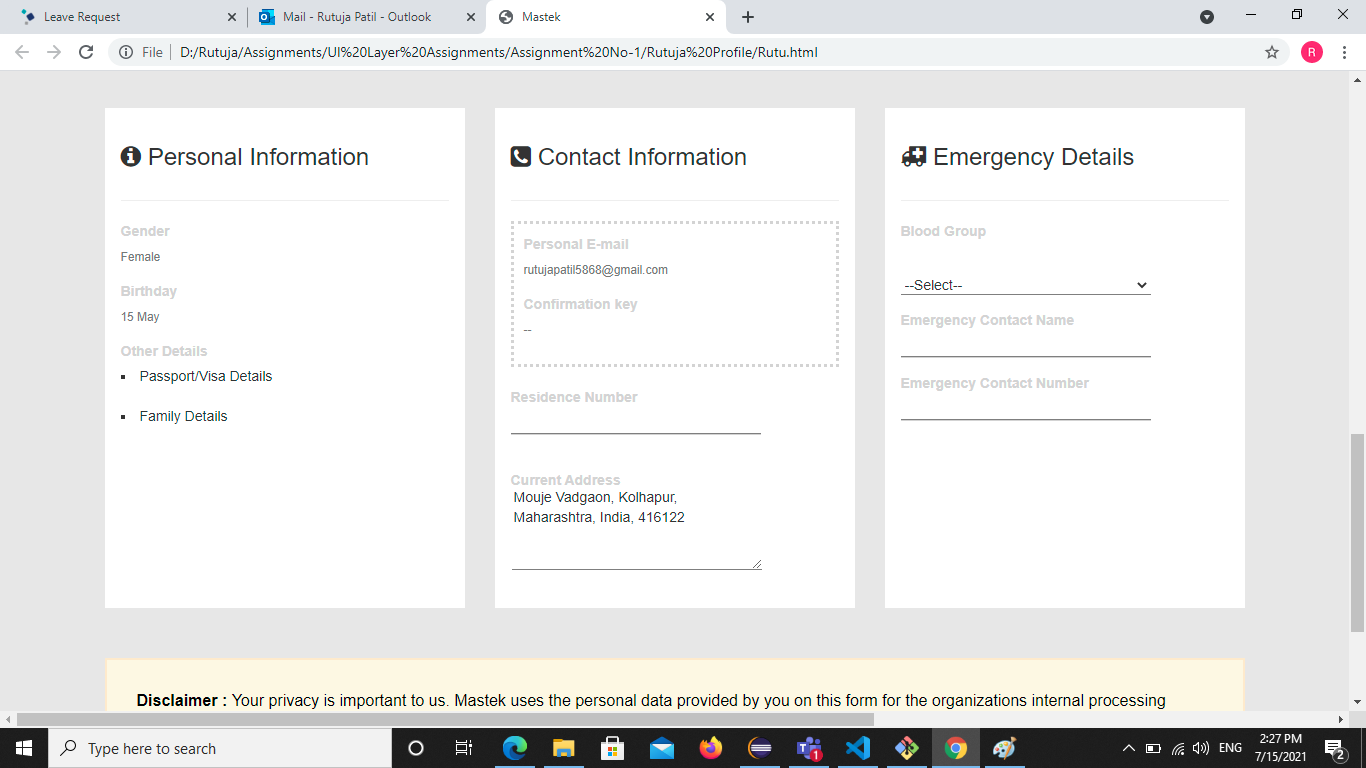 Leave Request
Mail - Rutuja Patil - Outlook
Mastek
File
D:/Rutuja/Assignments/UI%20Layer%20Assignments/Assignment%20No-1/Rutuja%20Profile/Rutu.html
R
Personal Information
Gender
Female
Birthday
15 May
Other Details
Passport/Visa Details
Family Details
Contact Information
Personal E-mail
rutujapatil5868@gmail.com
Confirmation key
--
Residence Number
Current Address
Mouje Vadgaon, Kolhapur,
Maharashtra, India, 416122
Emergency Details
Blood Group
--Select--
Emergency Contact Name
Emergency Contact Number
Disclaimer : Your privacy is important to us. Mastek uses the personal data provided by you on this form for the organizations internal processing
Type here to search
1
ENG
2:27 PM
7/15/2021
2